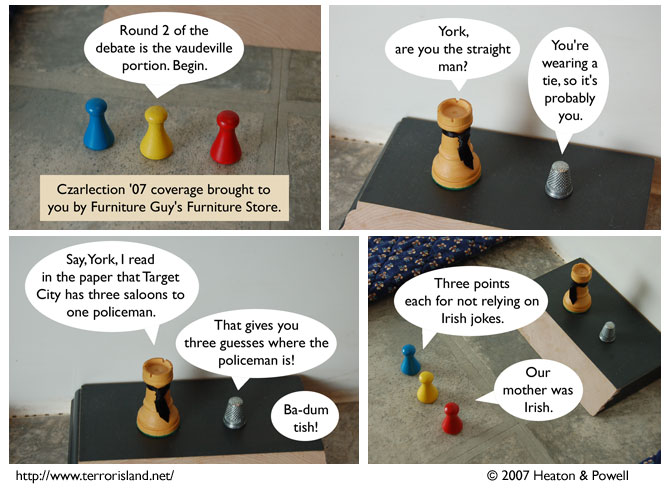 Round 2 of the
debate is the vaudeville
portion. Begin.
Czarlection '07 coverage brought to
you by Furniture Guy's Furniture Store.
York,
are you the straight
man?
You're
wearing a
tie, so it's
probably
you.
Say, York, I read
in the paper that Target
City has three saloons to
one policeman.
That gives you
three guesses where the
policeman is!
Ba-dum
tish!
Three points
each for not relying on
Irish jokes.
Our
mother was
Irish.
http://www.terrorisland.net/
© 2007 Heaton & Powell